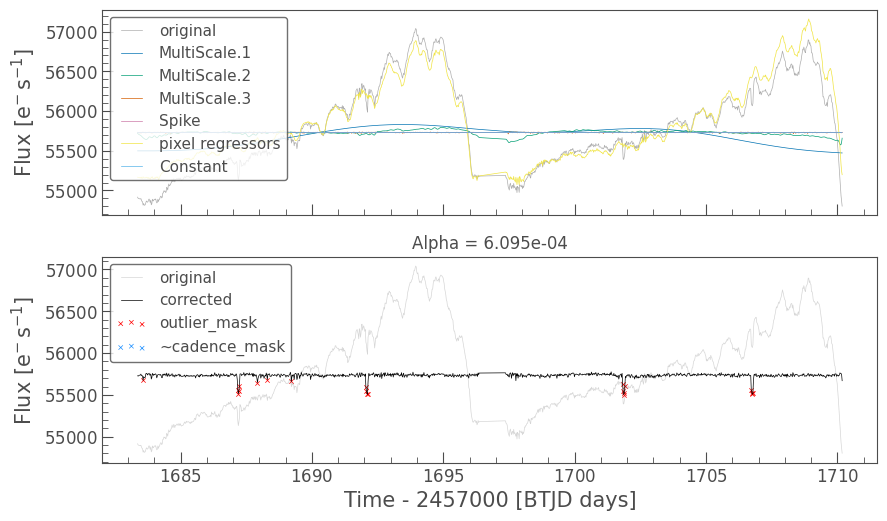 57000
56500
56000
55500
55000
Flux [e⁻ s⁻¹]
original
MultiScale.1
MultiScale.2
MultiScale.3
Spike
pixel regressors
Constant
Alpha = 6.095e-04
57000
56500
56000
55500
55000
Flux [e⁻ s⁻¹]
original
corrected
outlier_mask
~cadence_mask
1685 1690 1695 1700 1705 1710
Time - 2457000 [BTJD days]